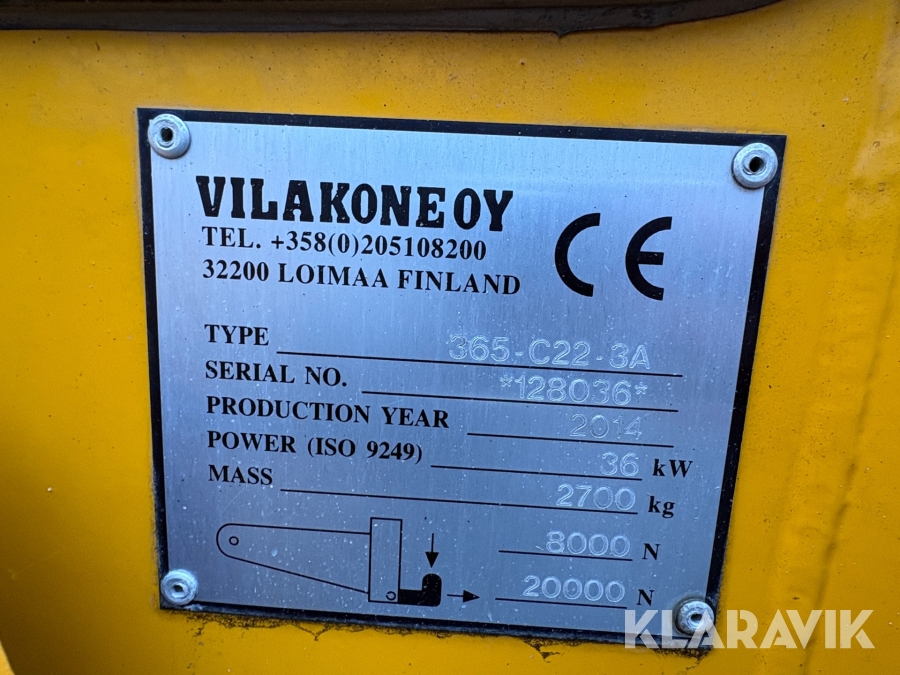 VILAKONE OY
TEL. +358(0)205108200
32200 LOIMAA FINLAND
CE
TYPE 365-C22-3A
SERIAL NO. *128036*
PRODUCTION YEAR 2014
POWER (ISO 9249) 36 kW
MASS 2700 kg
8000 N
20000 N
KLARAVIK